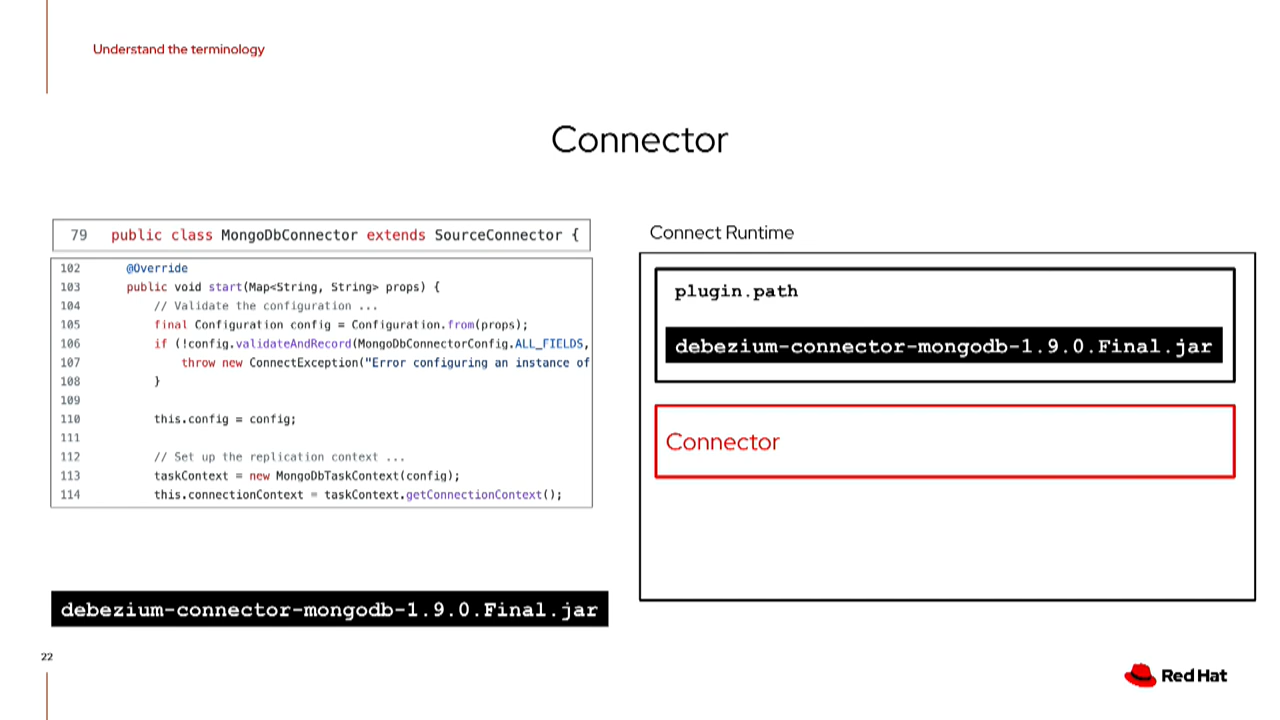 Understand the terminology
Connector
79 public class MongoDbConnector extends SourceConnector {
102 @Override
103 public void start(Map<String, String> props) {
104 // Validate the configuration ...
105 final Configuration config = Configuration.from(props);
106 if (!config.validateAndRecord(MongoDbConnectorConfig.ALL_FIELDS,
107 throw new ConnectException("Error configuring an instance of
108 }
109
110 this.config = config;
111
112 // Set up the replication context ...
113 taskContext = new MongoDbTaskContext(config);
114 this.connectionContext = taskContext.getConnectionContext();
debezium-connector-mongodb-1.9.0.Final.jar
Connect Runtime
plugin.path
debezium-connector-mongodb-1.9.0.Final.jar
Connector
22
Red Hat